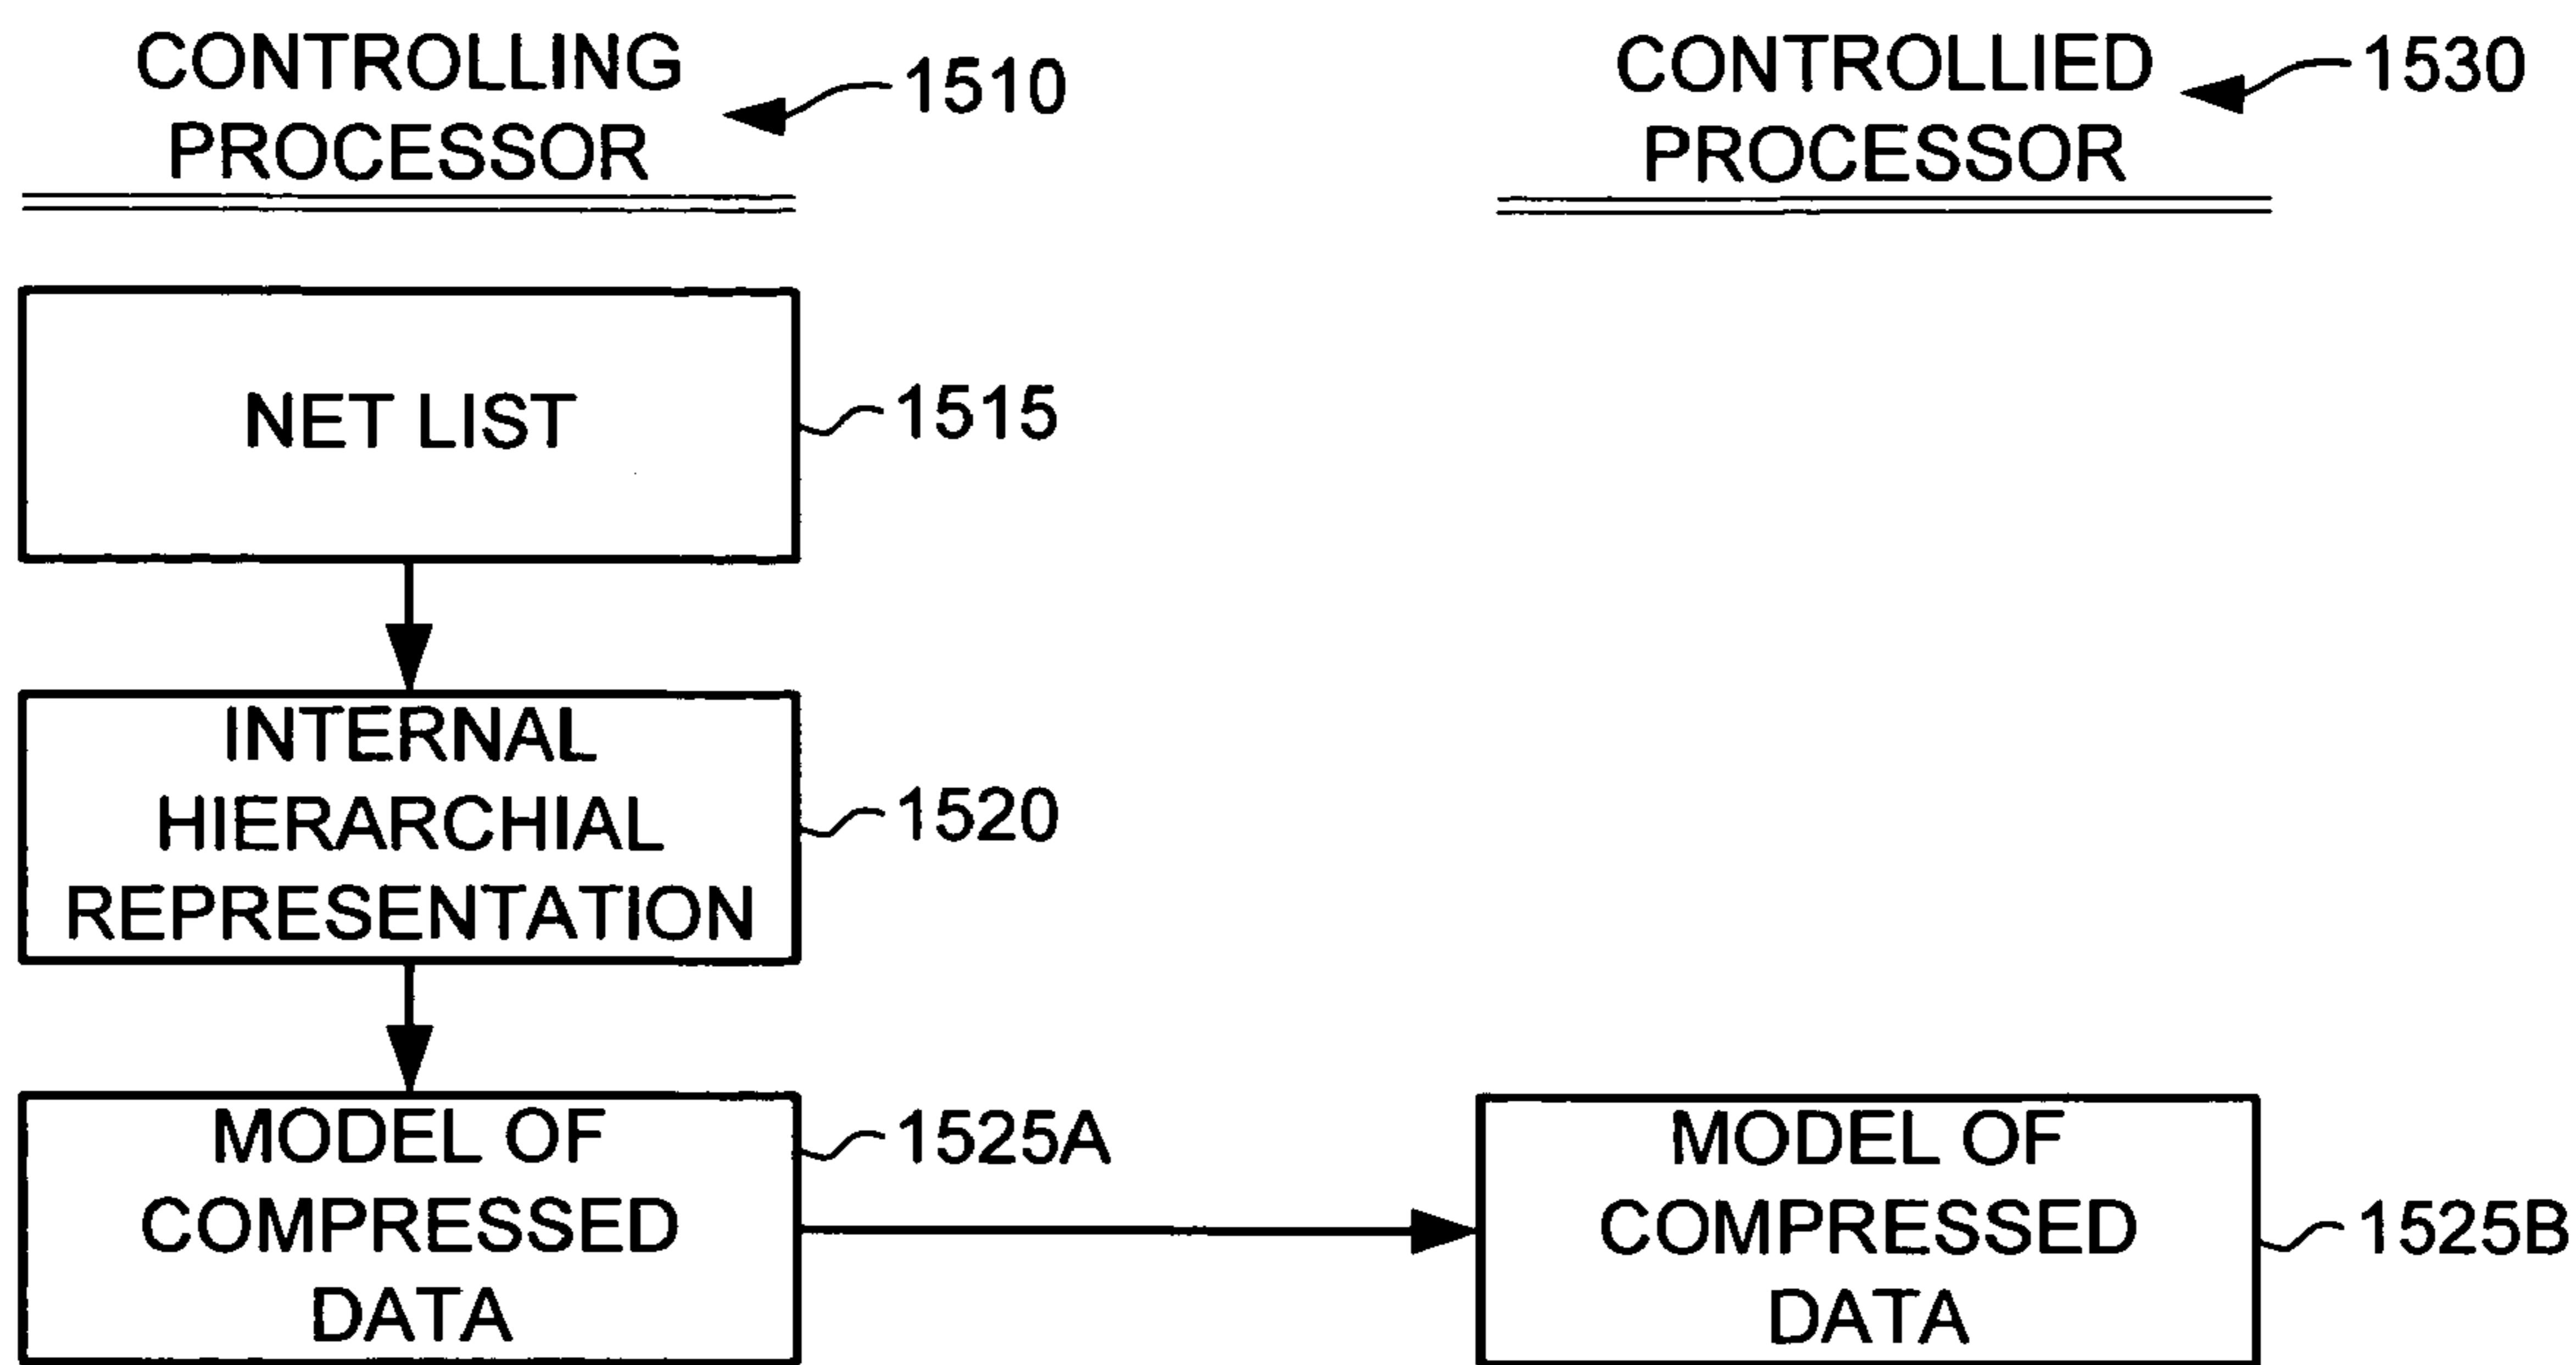 CONTROLLING
PROCESSOR
1510
CONTROLLIED
PROCESSOR
1530
NET LIST
1515
INTERNAL
HIERARCHIAL
REPRESENTATION
1520
MODEL OF
COMPRESSED
DATA
1525A
MODEL OF
COMPRESSED
DATA
1525B